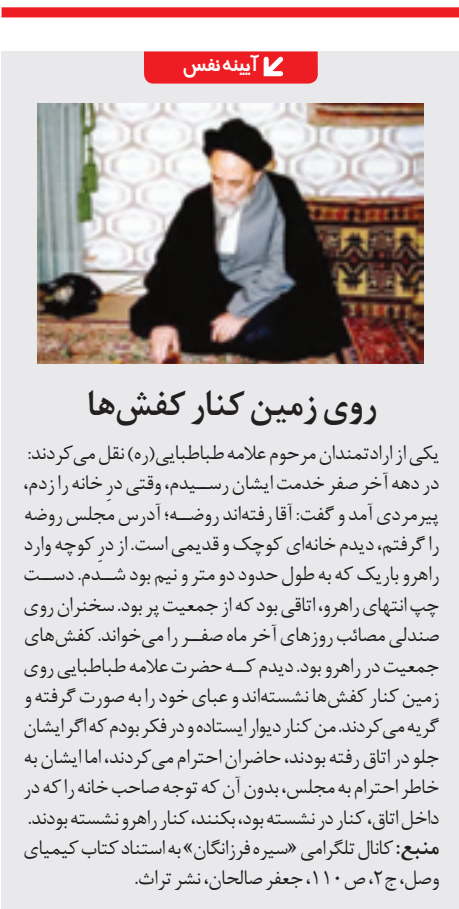 آیینه نفس
روی زمین کنار کفش‌ها
یکی از ارادتمندان مرحوم علامه طباطبایی(ره) نقل می‌کردند:
در دهه آخر صفر خدمت ایشان رسیدم، وقتی درِ خانه را زدم،
پیرمردی آمد و گفت: آقا رفته‌اند روضه؛ آدرس مجلس روضه
را گرفتم، دیدم خانه‌ای کوچک و قدیمی است. از درِ کوچه وارد
راهرو باریک که به طول حدود دو متر و نیم بود شدم. دست
چپ انتهای راهرو، اتاقی بود که از جمعیت پر بود. سخنران روی
صندلی مصائب روزهای آخر ماه صفر را می‌خواند. کفش‌های
جمعیت در راهرو بود. دیدم که حضرت علامه طباطبایی روی
زمین کنار کفش‌ها نشسته‌اند و عبای خود را به صورت گرفته و
گریه می‌کردند. من کنار دیوار ایستاده و در فکر بودم که اگر ایشان
جلو در اتاق رفته بودند، حاضران احترام می‌کردند، اما ایشان به
خاطر احترام به مجلس، بدون آن که توجه صاحب خانه را که در
داخل اتاق، کنار در نشسته بود، بکنند، کنار راهرو نشسته بودند.
منبع: کانال تلگرامی «سیره فرزانگان» به استناد کتاب کیمیای
وصل، ج۲، ص ۱۱۰، جعفر صالحان، نشر تراث.